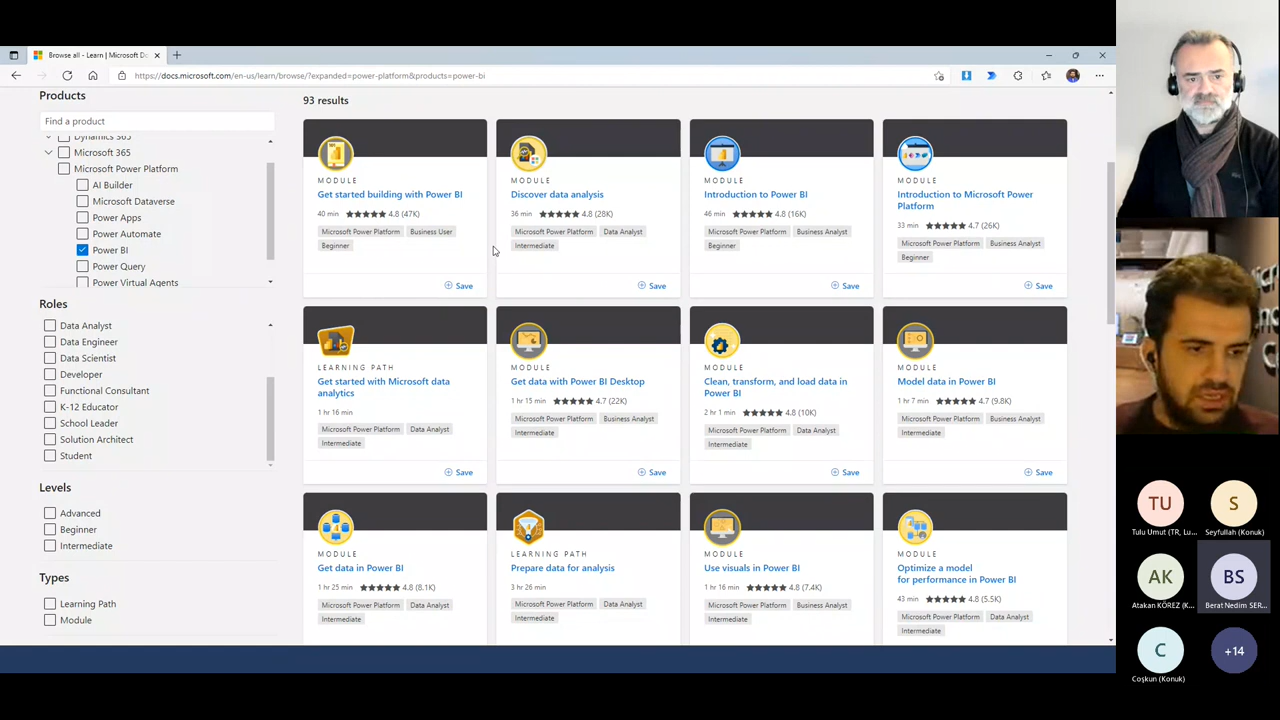 Browse all - Learn | Microsoft Do
https://docs.microsoft.com/en-us/learn/browse/?expanded=power-platform&products=power-bi
Products
Find a product
Dynamics 365
Microsoft 365
Microsoft Power Platform
AI Builder
Microsoft Dataverse
Power Apps
Power Automate
Power BI
Power Query
Power Virtual Agents
Roles
Data Analyst
Data Engineer
Data Scientist
Developer
Functional Consultant
K-12 Educator
School Leader
Solution Architect
Student
Levels
Advanced
Beginner
Intermediate
Types
Learning Path
Module
93 results
MODULE
Get started building with Power BI
40 min ★★★★★ 4.8 (47K)
Microsoft Power Platform Business User
Beginner
Save
MODULE
Discover data analysis
36 min ★★★★★ 4.8 (28K)
Microsoft Power Platform Data Analyst
Intermediate
Save
MODULE
Introduction to Power BI
46 min ★★★★★ 4.8 (16K)
Microsoft Power Platform Business Analyst
Beginner
Save
MODULE
Introduction to Microsoft Power
Platform
33 min ★★★★★ 4.7 (26K)
Microsoft Power Platform Business Analyst
Beginner
Save
LEARNING PATH
Get started with Microsoft data
analytics
1 hr 16 min
Microsoft Power Platform Data Analyst
Intermediate
Save
MODULE
Get data with Power BI Desktop
1 hr 15 min ★★★★★ 4.7 (22K)
Microsoft Power Platform Business Analyst
Intermediate
Save
MODULE
Clean, transform, and load data in
Power BI
2 hr 1 min ★★★★★ 4.8 (10K)
Microsoft Power Platform Data Analyst
Intermediate
Save
MODULE
Model data in Power BI
1 hr 7 min ★★★★★ 4.7 (9.8K)
Microsoft Power Platform Business Analyst
Intermediate
Save
MODULE
Get data in Power BI
1 hr 25 min ★★★★★ 4.8 (8.1K)
Microsoft Power Platform Data Analyst
Intermediate
LEARNING PATH
Prepare data for analysis
3 hr 26 min
Microsoft Power Platform Data Analyst
Intermediate
MODULE
Use visuals in Power BI
1 hr 16 min ★★★★★ 4.8 (7.4K)
Microsoft Power Platform Business Analyst
Intermediate
MODULE
Optimize a model
for performance in Power BI
43 min ★★★★★ 4.8 (5.5K)
Microsoft Power Platform Data Analyst
Intermediate
TU
Tulu Umut (TR, Lu...
S
Seyfullah (Konuk)
AK
Atakan KÖREZ (K...
BS
Berat Nedim SER...
C
Coşkun (Konuk)
+14